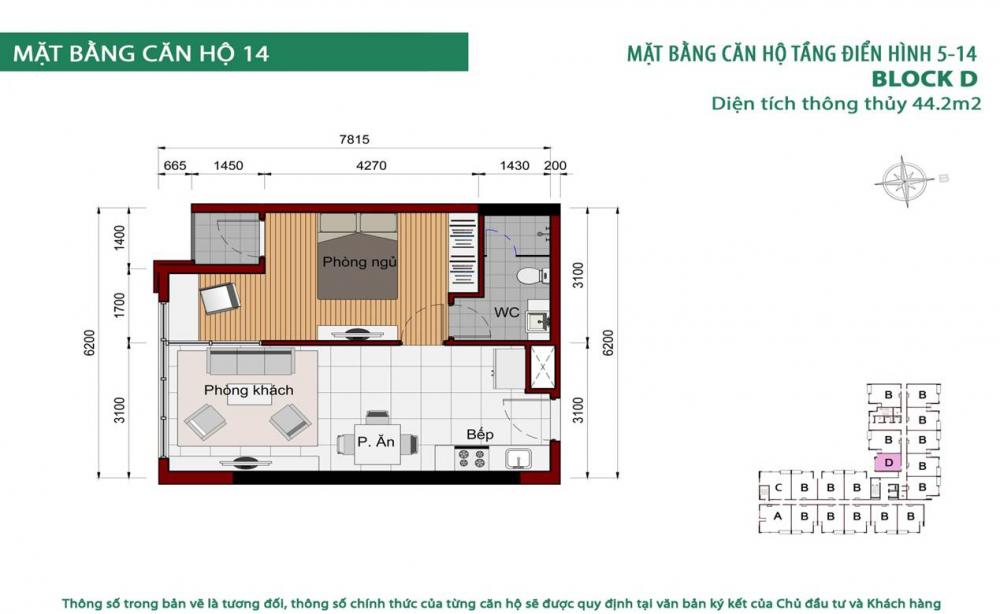 MẶT BẰNG CĂN HỘ 14
MẶT BẰNG CĂN HỘ TẦNG ĐIỂN HÌNH 5-14
BLOCK D
Diện tích thông thủy 44.2m2
7815
665 1450 4270 1430 200
B
1400
1700
3100
6200
3100
3100
6200
Phòng ngủ
WC
X
Phòng khách
P. Ăn
Bếp
B B
B
B B
D B
B
C B B B
A B B B B B
Thông số trong bản vẽ là tương đối, thông số chính thức của từng căn hộ sẽ được quy định tại văn bản ký kết của Chủ đầu tư và Khách hàng